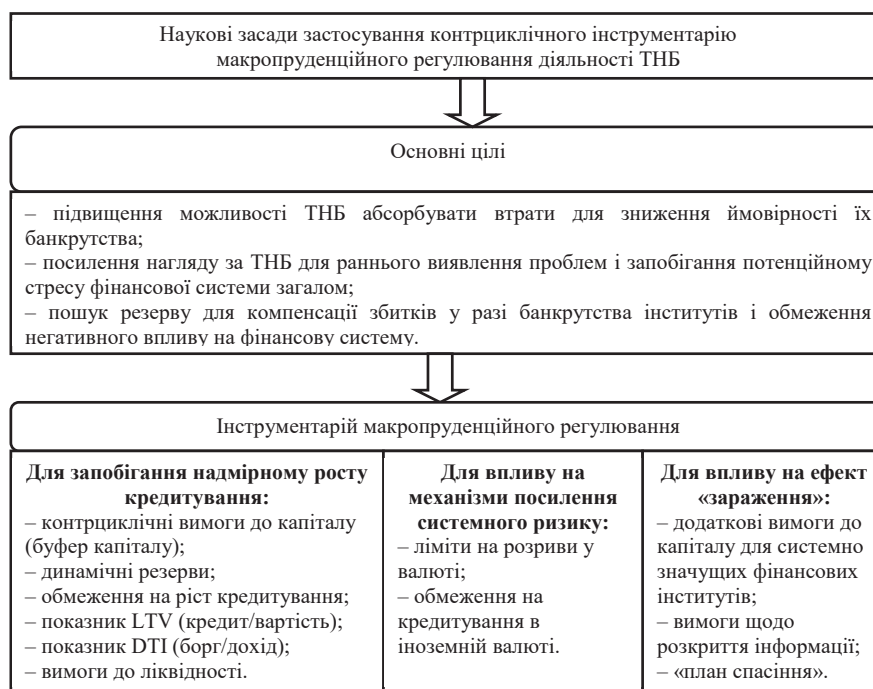 Наукові засади застосування контрциклічного інструментарію
макропруденційного регулювання діяльності ТНБ
Основні цілі
– підвищення можливості ТНБ абсорбувати втрати для зниження ймовірності їх
банкрутства;
– посилення нагляду за ТНБ для раннього виявлення проблем і запобігання потенційному
стресу фінансової системи загалом;
– пошук резерву для компенсації збитків у разі банкрутства інститутів і обмеження
негативного впливу на фінансову систему.
Інструментарій макропруденційного регулювання
Для запобігання надмірному росту
кредитування:
– контрциклічні вимоги до капіталу
(буфер капіталу);
– динамічні резерви;
– обмеження на ріст кредитування;
– показник LTV (кредит/вартість);
– показник DTI (борг/дохід);
– вимоги до ліквідності.
Для впливу на
механізми посилення
системного ризику:
– ліміти на розриви у
валюті;
– обмеження на
кредитування в
іноземній валюті.
Для впливу на ефект
«зараження»:
– додаткові вимоги до
капіталу для системно
значущих фінансових
інститутів;
– вимоги щодо
розкриття інформації;
– «план спасіння».